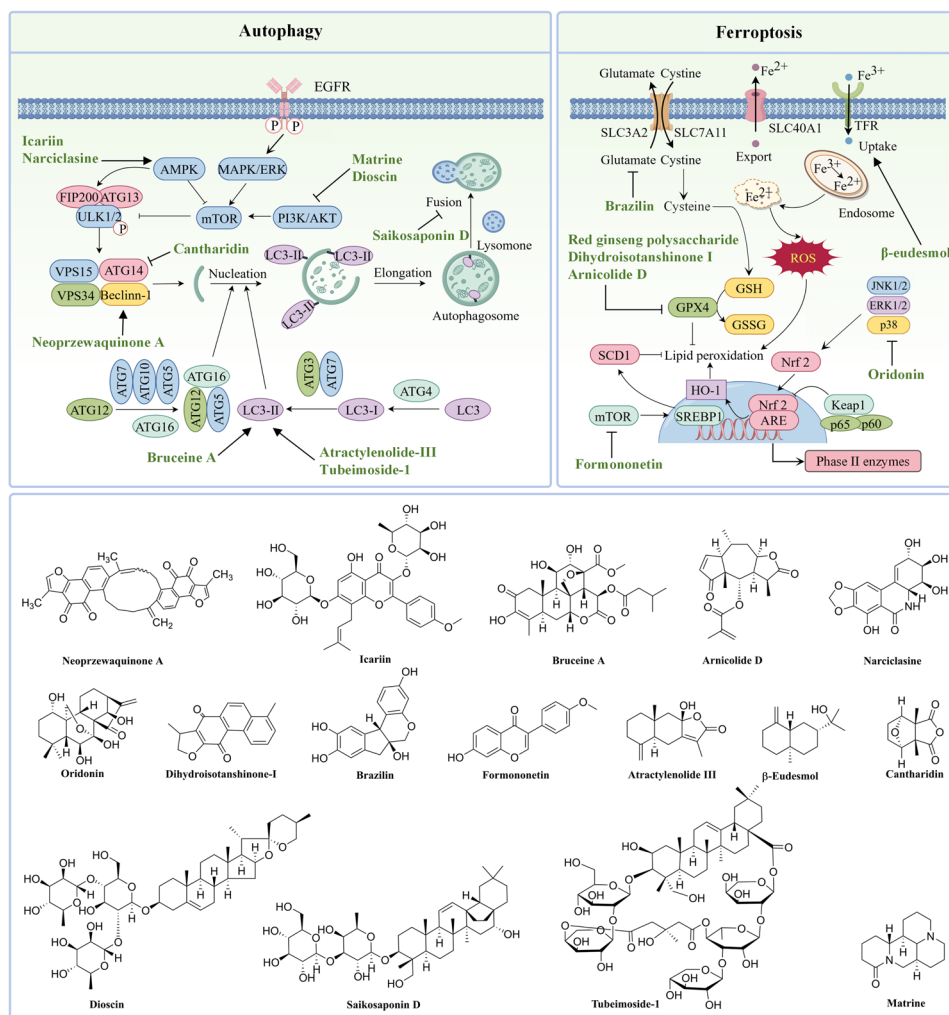 Autophagy
EGFR
P
P
Icariin
Narciclasine
AMPK
MAPK/ERK
Matrine
Dioscin
FIP200
ATG13
ULK1/2
P
mTOR
PI3K/AKT
Fusion
Saikosaponin D
Lysomone
Cantharidin
VPS15
ATG14
VPS34
Beclinn-1
Nucleation
LC3-II
LC3-II
LC3-II
Elongation
Autophagosome
Neoprzewaquinone A
ATG7
ATG10
ATG5
ATG16
ATG12
ATG5
ATG3
ATG7
ATG12
ATG16
LC3-II
LC3-I
ATG4
LC3
Bruceine A
Atractylenolide-III
Tubeimoside-1
Ferroptosis
Glutamate
Cystine
Fe2+
Fe3+
SLC3A2
SLC7A11
SLC40A1
TFR
Glutamate
Cystine
Export
Uptake
Brazilin
Cysteine
Fe2+
Fe3+
Fe2+
Endosome
Red ginseng polysaccharide
Dihydroisotanshinone I
Arnicolide D
ROS
β-eudesmol
GPX4
GSH
GSSG
JNK1/2
ERK1/2
p38
SCD1
Lipid peroxidation
Nrf 2
Oridonin
HO-1
mTOR
SREBP1
Nrf 2
ARE
Keap1
p65
p60
Formononetin
Phase II enzymes
Neoprzewaquinone A
Icariin
Bruceine A
Arnicolide D
Narciclasine
Oridonin
Dihydroisotanshinone-I
Brazilin
Formononetin
Atractylenolide III
β-Eudesmol
Cantharidin
Dioscin
Saikosaponin D
Tubeimoside-1
Matrine